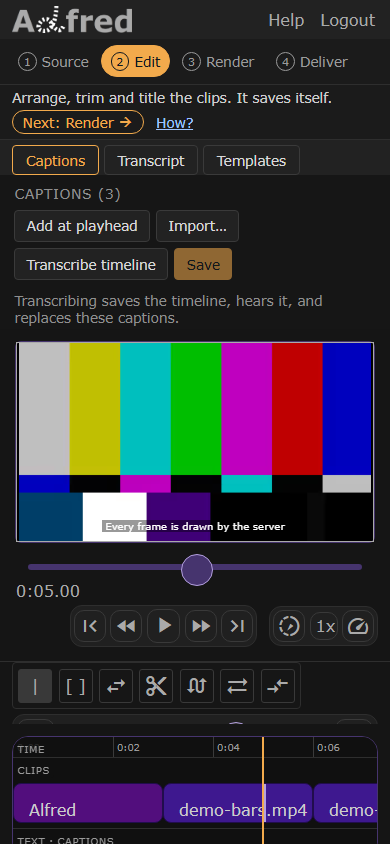 Adfred
Help Logout
1 Source 2 Edit 3 Render 4 Deliver
Arrange, trim and title the clips. It saves itself.
Next: Render → How?
Captions Transcript Templates
CAPTIONS (3)
Add at playhead Import...
Transcribe timeline Save
Transcribing saves the timeline, hears it, and
replaces these captions.
Every frame is drawn by the server
0:05.00
1x
| [ ]
TIME 0:02 0:04 0:06
CLIPS
Alfred demo-bars.mp4 demo-
TEXT · CAPTIONS